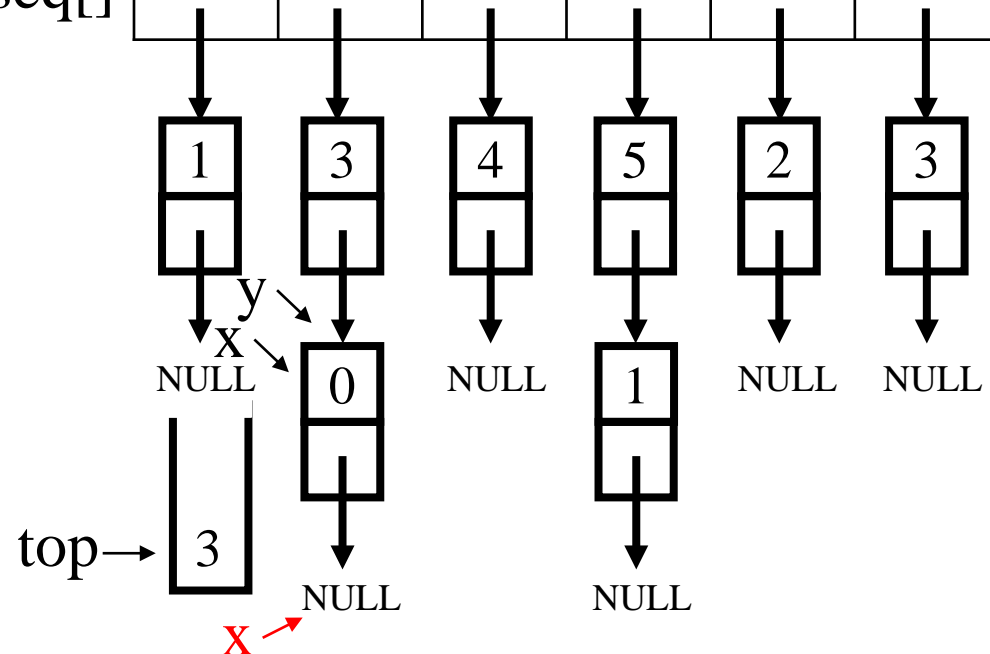 seq[]
1 3 4 5 2 3
y
x
NULL 0 NULL 1 NULL NULL
top 3
NULL NULL
x